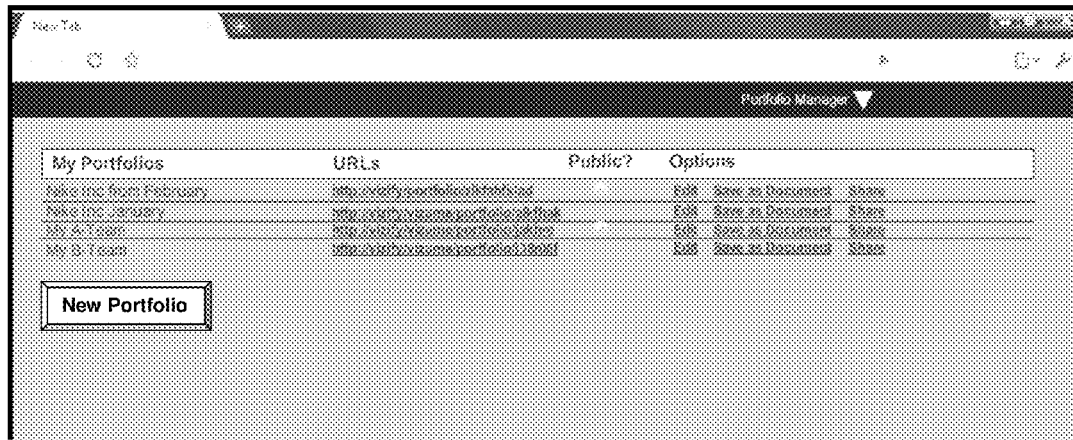 New Tab
Portfolio Manager
My Portfolios URLs Public? Options
Nike Inc from February Edit Save as Document Share
Nike Inc January Edit Save as Document Share
My A-Team Edit Save as Document Share
My B-Team Edit Save as Document Share
New Portfolio